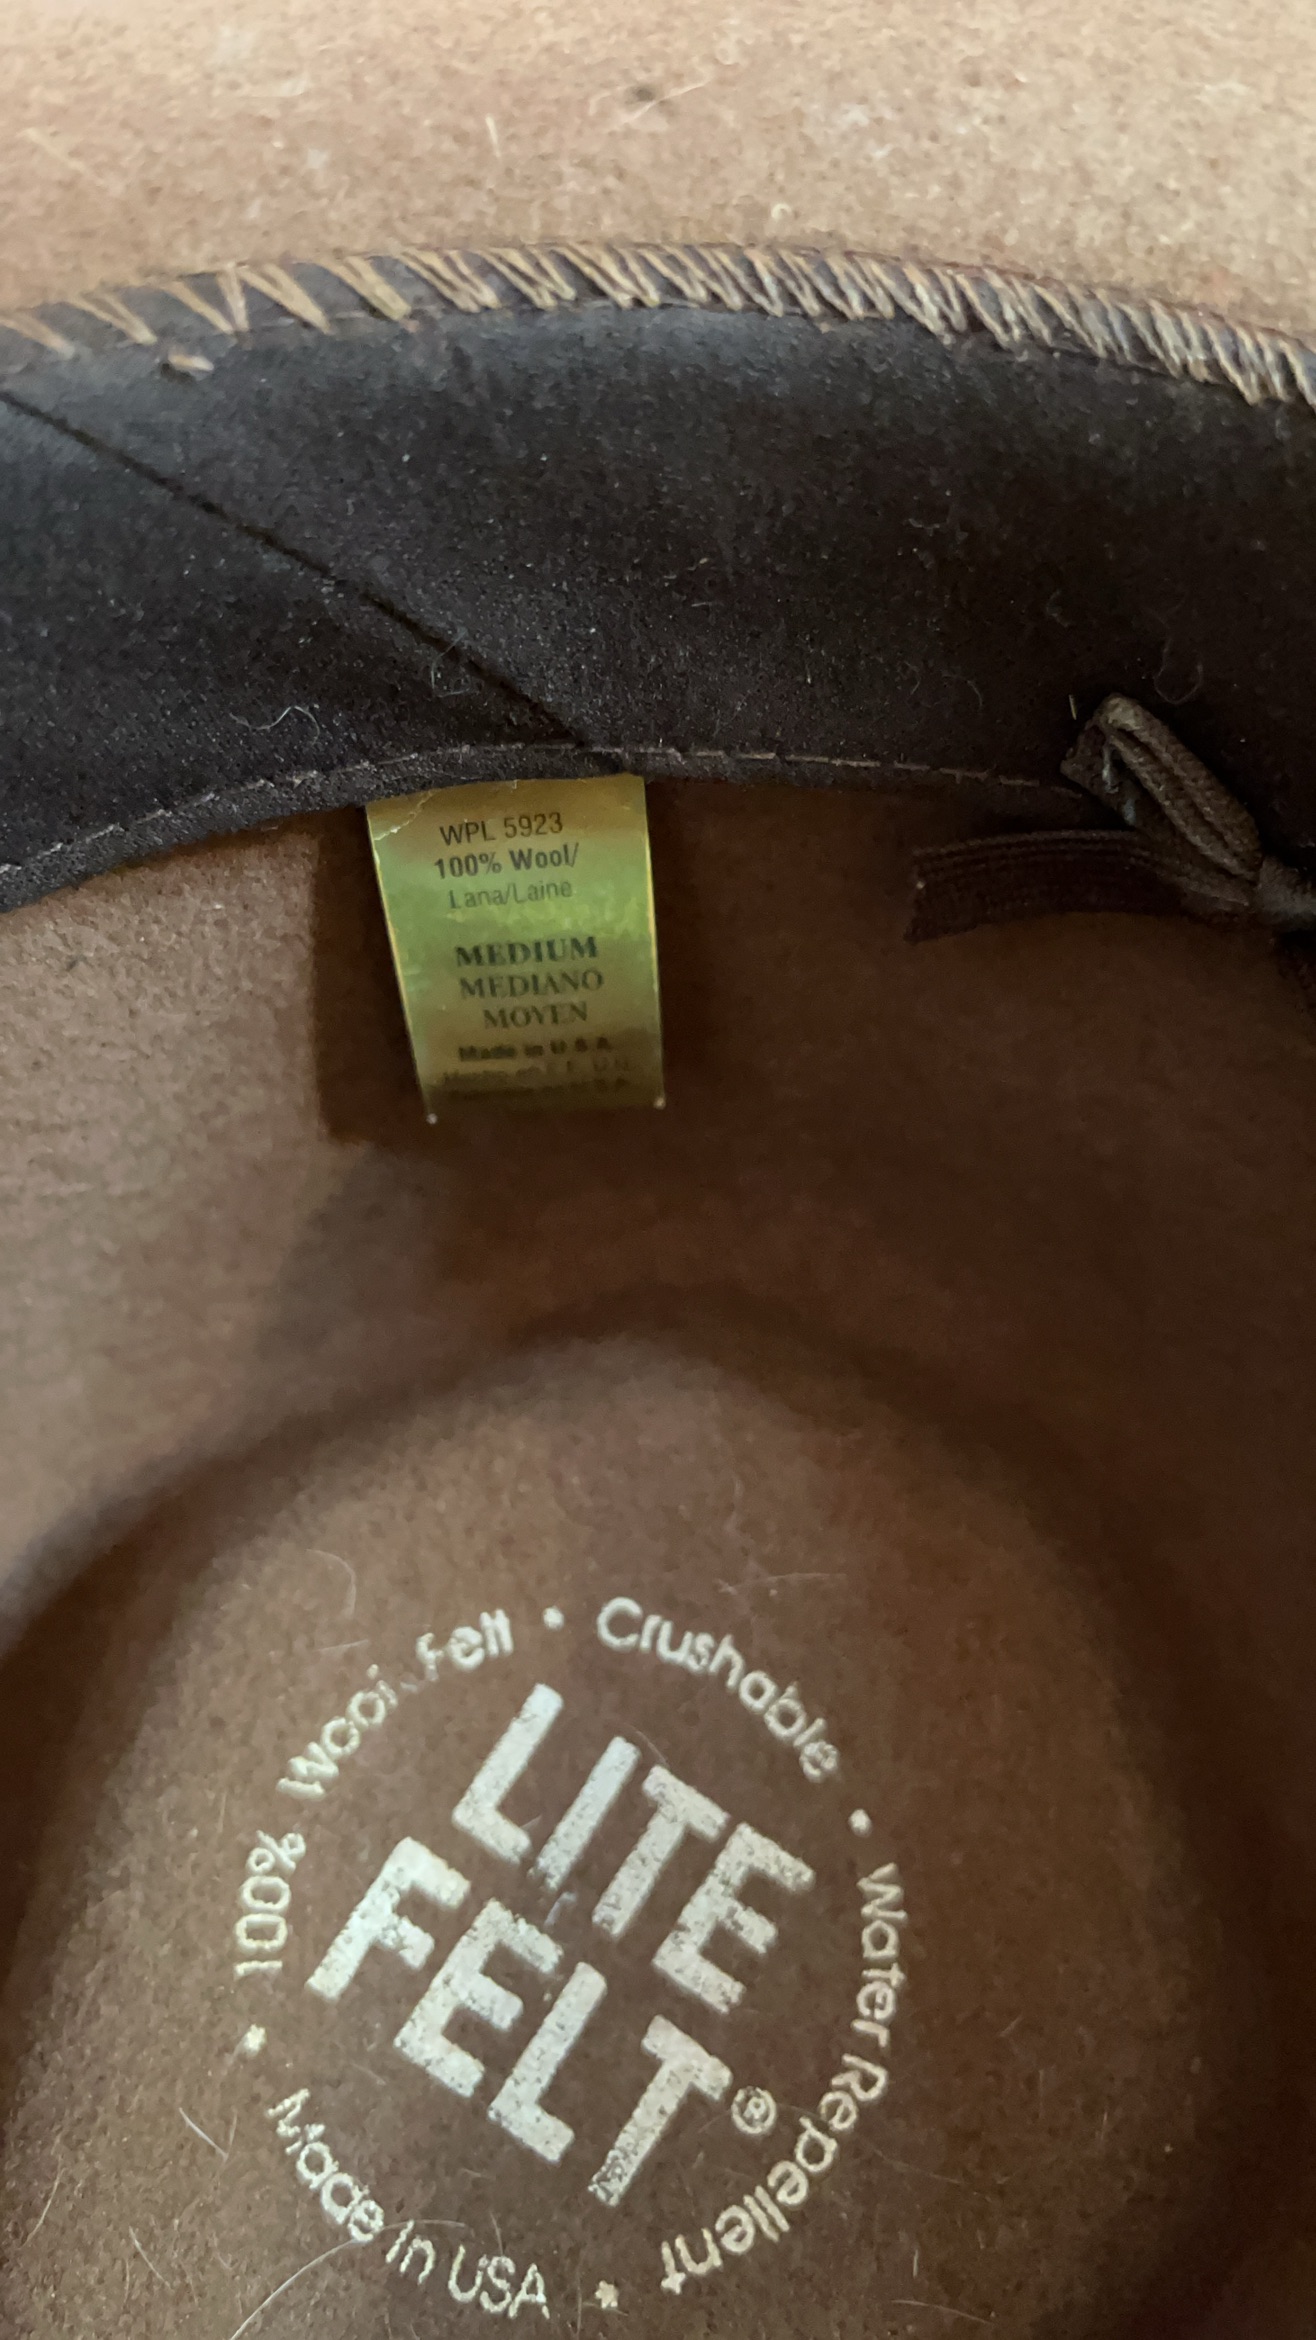 WPL 5923
100% Wool/
Lana/Laine
MEDIUM
MEDIANO
MOYEN
Made in U S A
100% Wool Felt • Crushable • Water Repellent • Made In USA •
LITE
FELT®